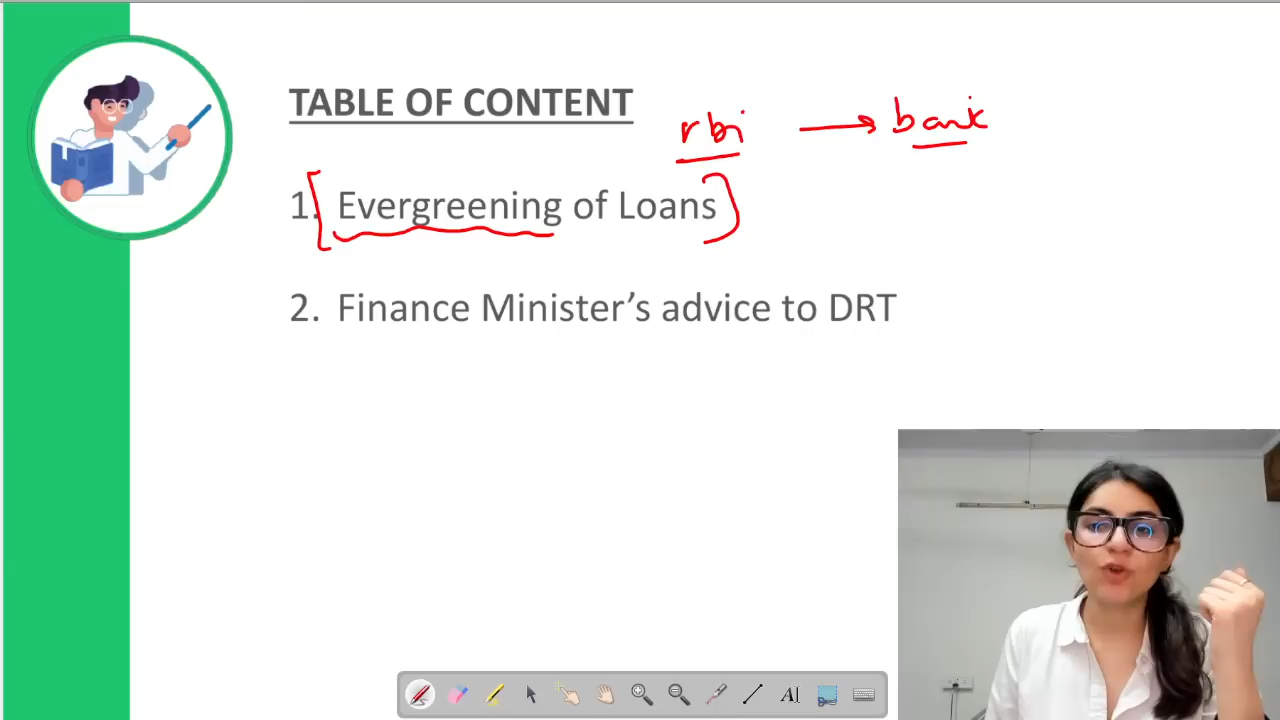 TABLE OF CONTENT
rbi → bank
1. Evergreening of Loans
2. Finance Minister’s advice to DRT
A